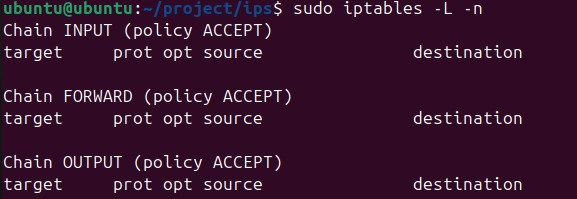 ubuntu@ubuntu:~/project/ips$ sudo iptables -L -n
Chain INPUT (policy ACCEPT)
target     prot opt source               destination

Chain FORWARD (policy ACCEPT)
target     prot opt source               destination

Chain OUTPUT (policy ACCEPT)
target     prot opt source               destination